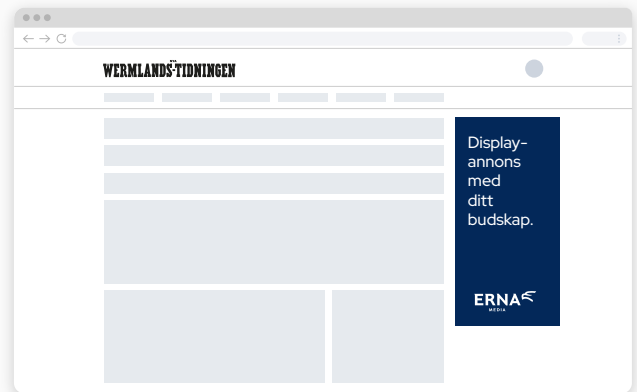 WERMLANDS-TIDNINGEN
Display-
annons
med
ditt
budskap.
ERNA
MEDIA